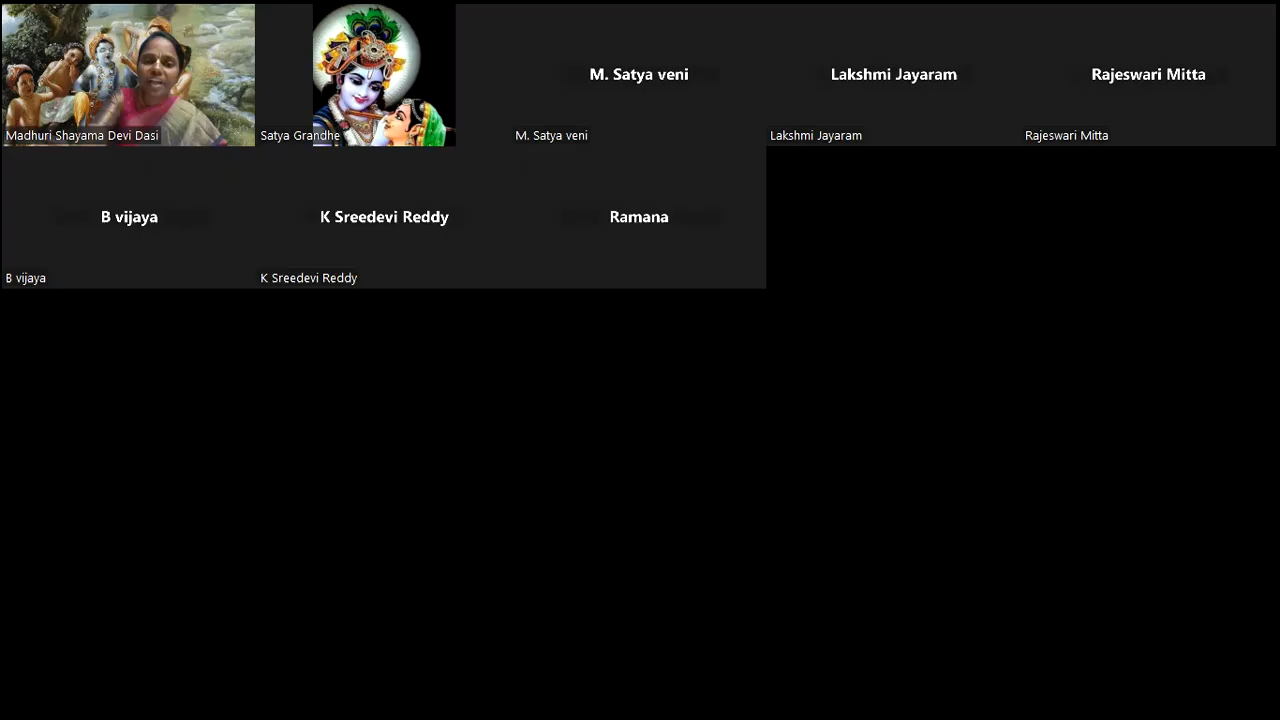 M. Satya veni
Lakshmi Jayaram
Rajeswari Mitta
Madhuri Shayama Devi Dasi
Satya Grandhe
M. Satya veni
Lakshmi Jayaram
Rajeswari Mitta
B vijaya
K Sreedevi Reddy
Ramana
B vijaya
K Sreedevi Reddy